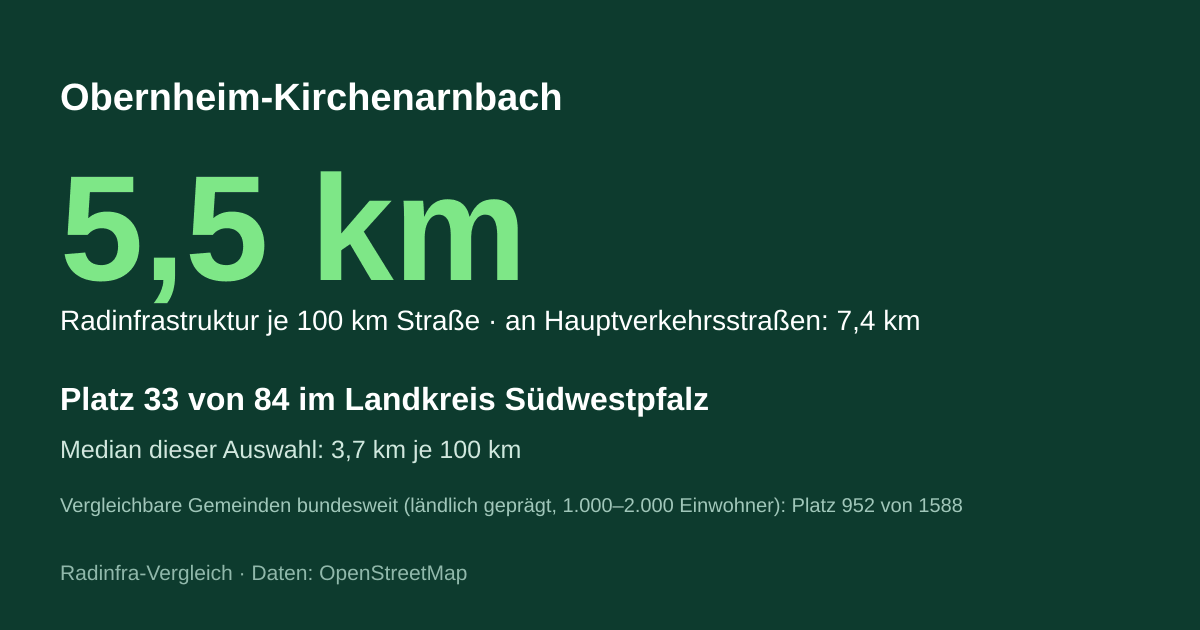 Obernheim-Kirchenarnbach
5,5 km
Radinfrastruktur je 100 km Straße · an Hauptverkehrsstraßen: 7,4 km
Platz 33 von 84 im Landkreis Südwestpfalz
Median dieser Auswahl: 3,7 km je 100 km
Vergleichbare Gemeinden bundesweit (ländlich geprägt, 1.000–2.000 Einwohner): Platz 952 von 1588
Radinfra-Vergleich · Daten: OpenStreetMap